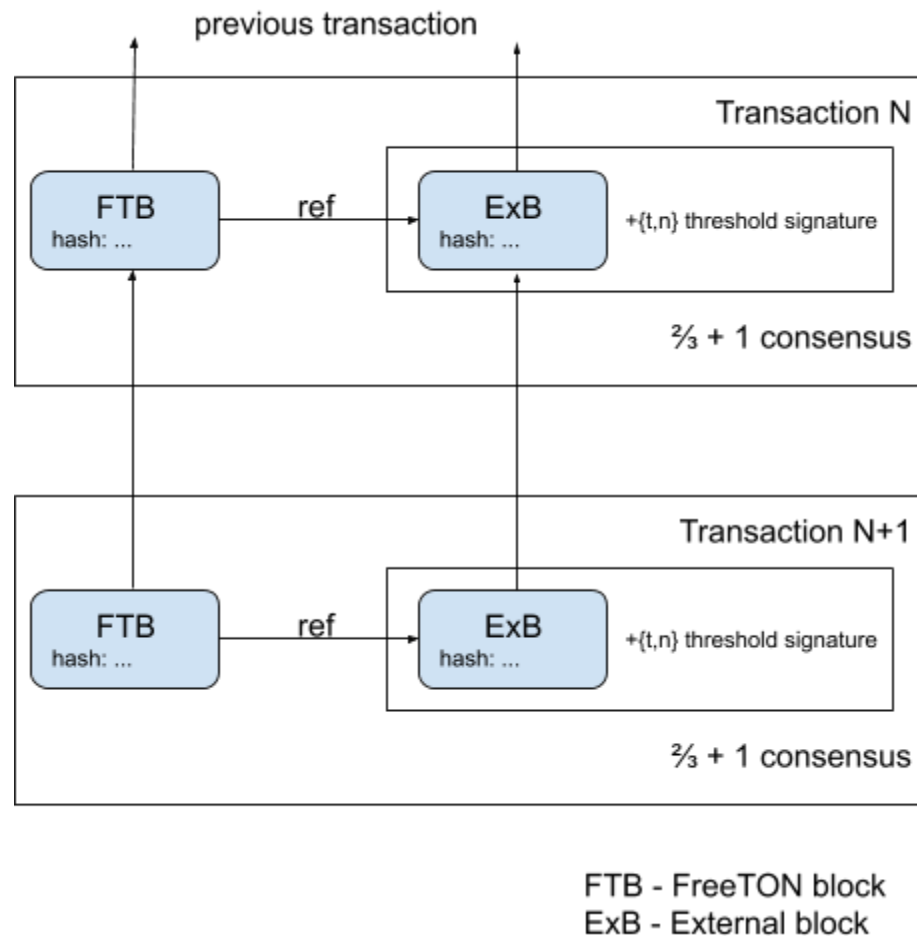 previous transaction
Transaction N
FTB
hash: ...
ref
ExB
hash: ...
+{t,n} threshold signature
⅔ + 1 consensus
Transaction N+1
FTB
hash: ...
ref
ExB
hash: ...
+{t,n} threshold signature
⅔ + 1 consensus
FTB - FreeTON block
ExB - External block